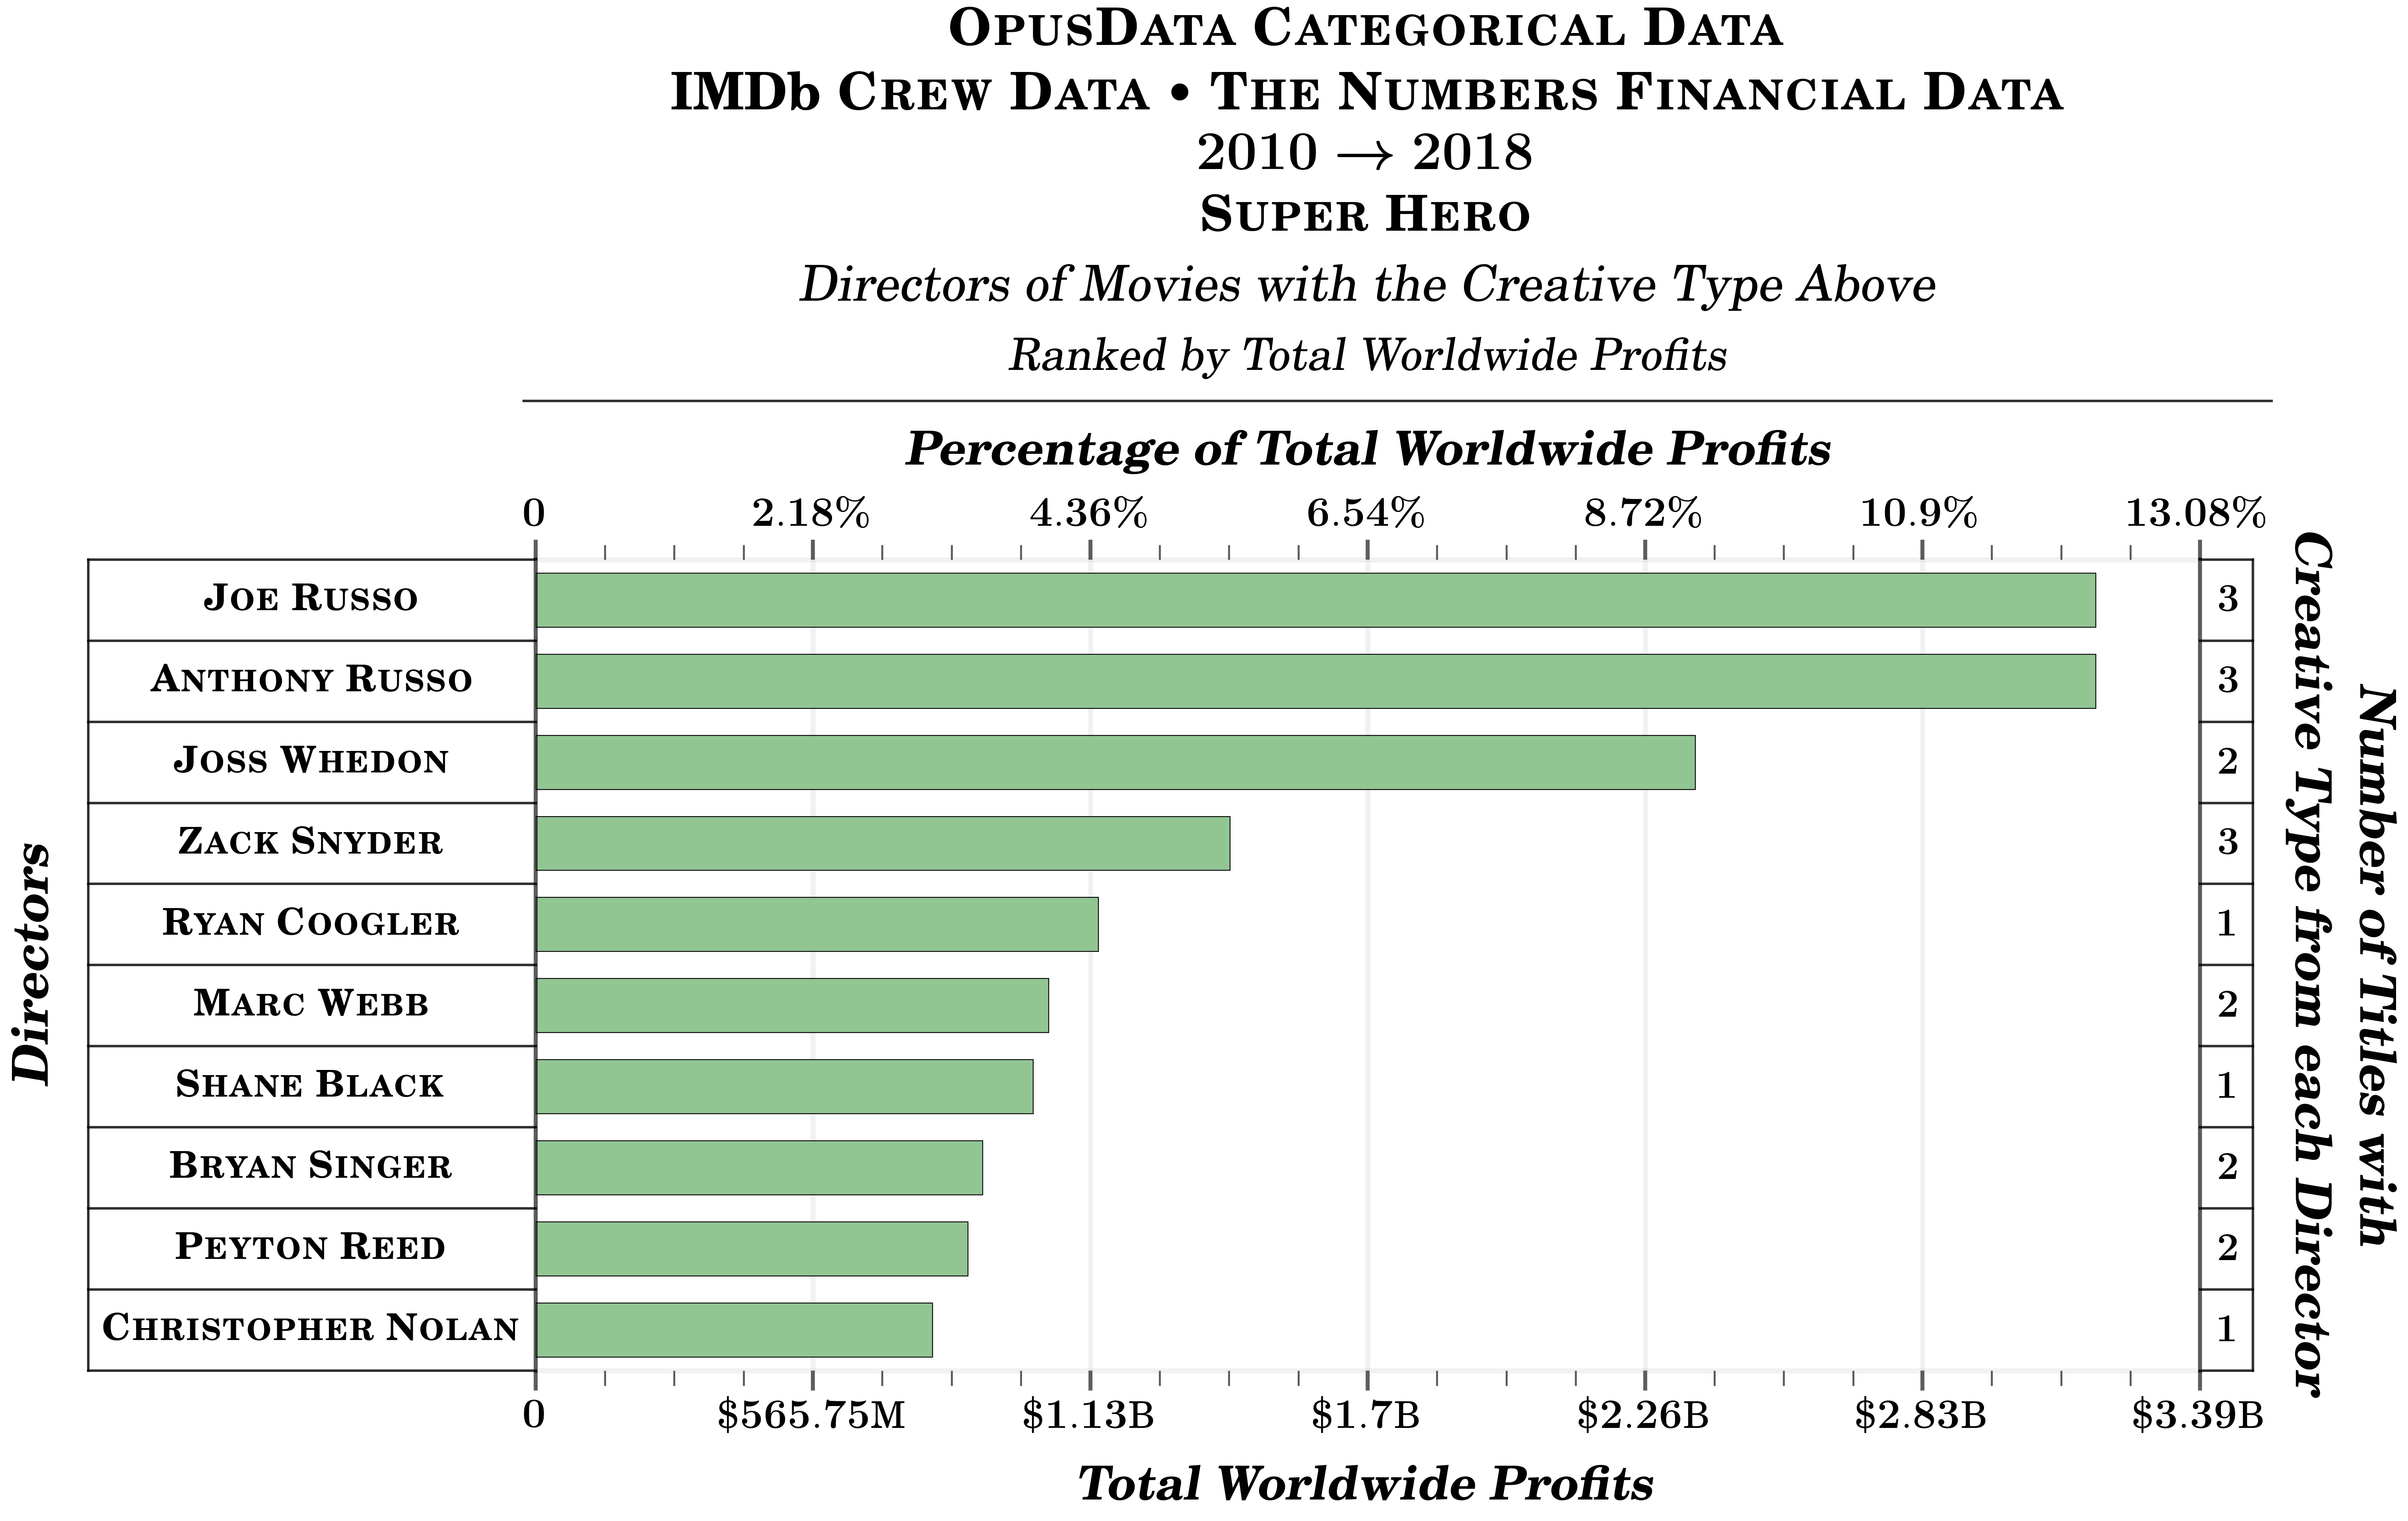 OpusData Categorical Data
IMDb Crew Data • The Numbers Financial Data
2010 → 2018
Super Hero
Directors of Movies with the Creative Type Above
Ranked by Total Worldwide Profits
Percentage of Total Worldwide Profits
0 2.18% 4.36% 6.54% 8.72% 10.9% 13.08%
Directors
Joe Russo 3
Anthony Russo 3
Joss Whedon 2
Zack Snyder 3
Ryan Coogler 1
Marc Webb 2
Shane Black 1
Bryan Singer 2
Peyton Reed 2
Christopher Nolan 1
Number of Titles with
Creative Type from each Director
0 $565.75M $1.13B $1.7B $2.26B $2.83B $3.39B
Total Worldwide Profits